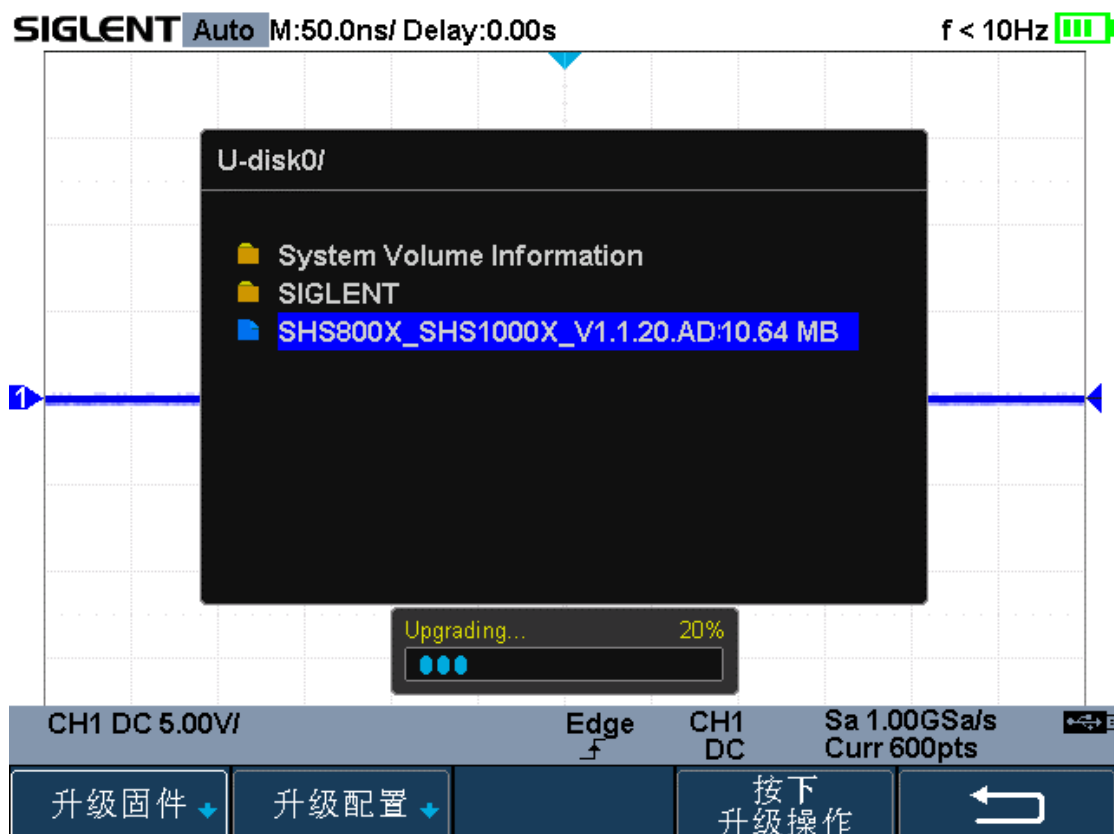 SIGLENT Auto M:50.0ns/ Delay:0.00s f < 10Hz
U-disk0/
System Volume Information
SIGLENT
SHS800X_SHS1000X_V1.1.20.AD:10.64 MB
1
Upgrading... 20%
CH1 DC 5.00V/ Edge CH1 Sa 1.00GSa/s
DC Curr 600pts
升级固件 升级配置 按下
升级操作